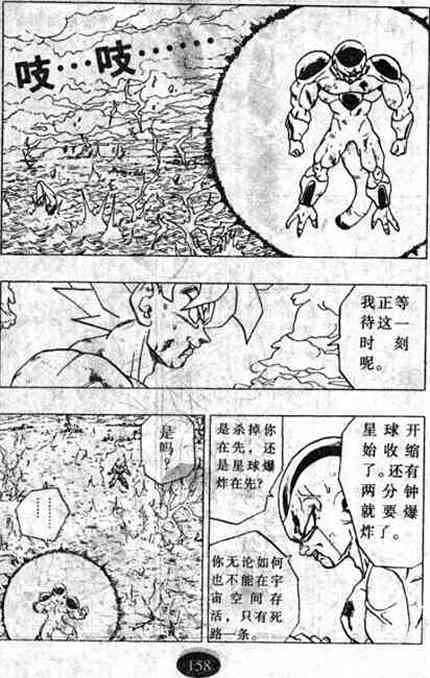 吱…吱……
我正等
待这一
时刻
呢。
星球开
始收缩
了。还有
两分钟
就要爆
炸了。
是杀掉你
在先，还
是星球爆
炸在先？
你无论如何
也不能在宇
宙空间存
活，只有死
路一条。
是
吗？
……
158